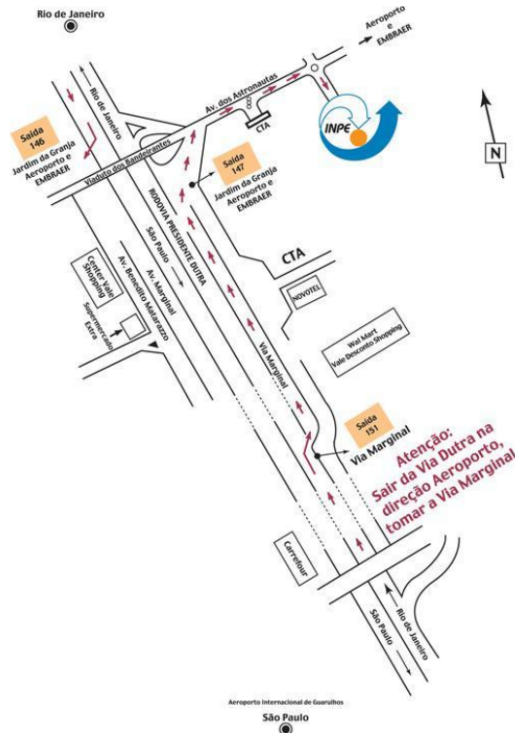 Rio de Janeiro
Aeroporto
e
EMBRAER
Rio de Janeiro
Av. dos Astronautas
CTA
INPE
Saída
146
Jardim da Granja
Aeroporto e
EMBRAER
Viaduto dos Bandeirantes
Saída
147
Jardim da Granja
Aeroporto e
EMBRAER
N
RODOVIA PRESIDENTE DUTRA
São Paulo
Av. Marginal
Av. Benedito Matarazzo
Center Vale
Shopping
Supermercado
Extra
CTA
NOVOTEL
Wal Mart
Vale Desconto Shopping
Via Marginal
Saída
151
Via Marginal
Atenção:
Sair da Via Dutra na
direção Aeroporto,
tomar a Via Marginal
Carrefour
São Paulo
Rio de Janeiro
Aeroporto Internacional de Guarulhos
São Paulo